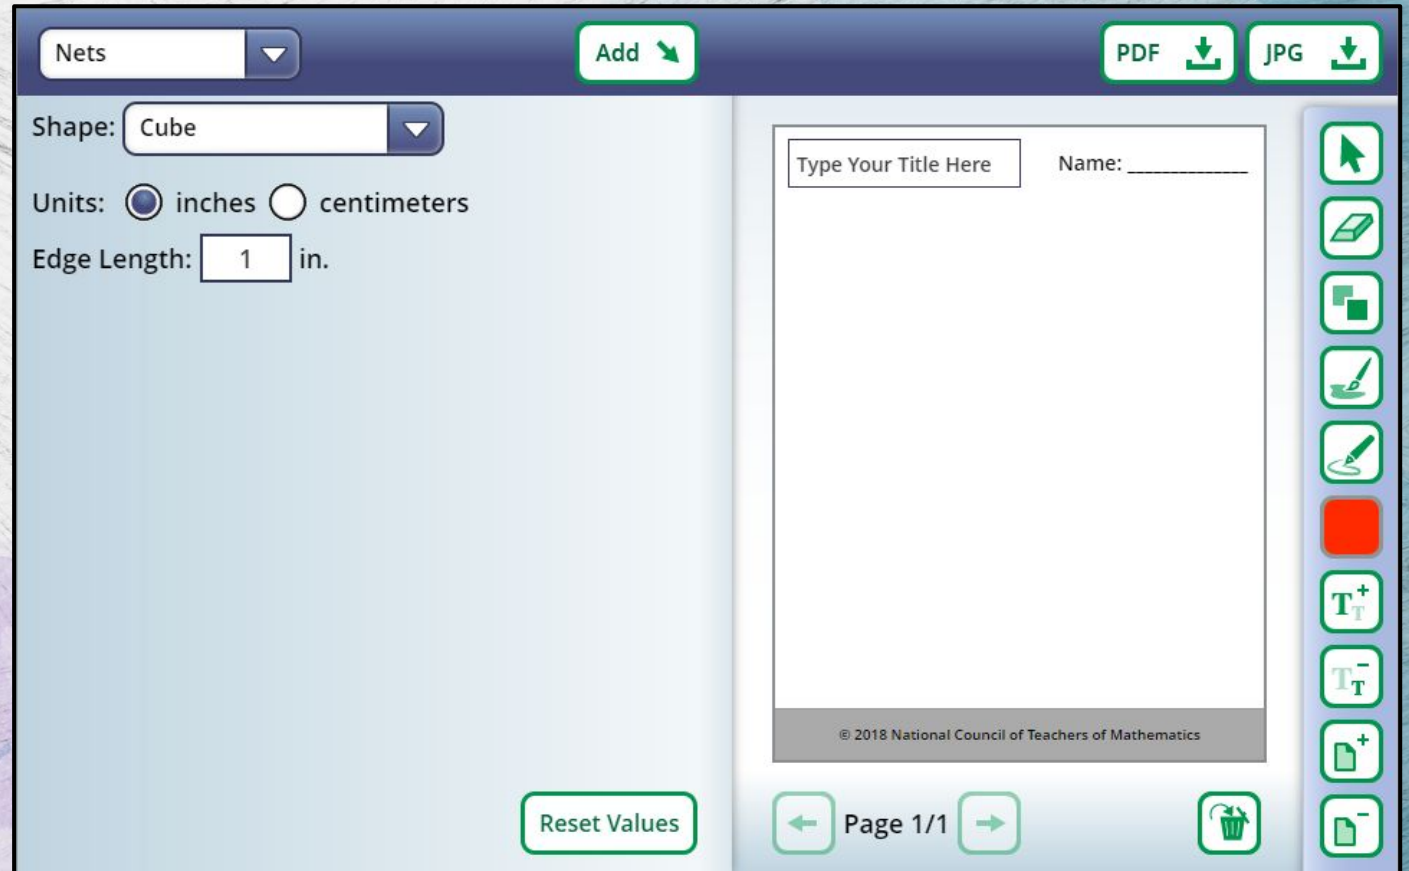 Nets
Add
PDF
JPG
Shape: Cube
Units: inches centimeters
Edge Length: 1 in.
Reset Values
Type Your Title Here
Name: ______________
© 2018 National Council of Teachers of Mathematics
Page 1/1
T+
T
T-
T
+
-